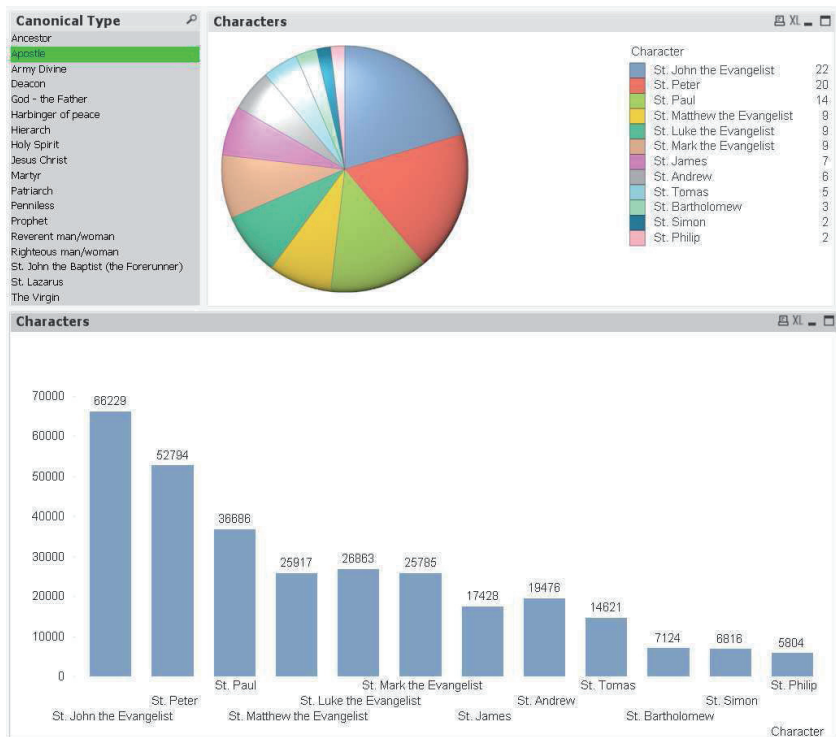 Canonical Type
Ancestor
Apostle
Army Divine
Deacon
God - the Father
Harbinger of peace
Hierarch
Holy Spirit
Jesus Christ
Martyr
Patriarch
Penniless
Prophet
Reverent man/woman
Righteous man/woman
St. John the Baptist (the Forerunner)
St. Lazarus
The Virgin
Characters
XL
Character
St. John the Evangelist 22
St. Peter 20
St. Paul 14
St. Matthew the Evangelist 9
St. Luke the Evangelist 9
St. Mark the Evangelist 9
St. James 7
St. Andrew 6
St. Tomas 5
St. Bartholomew 3
St. Simon 2
St. Philip 2
Characters
XL
70000
60000
50000
40000
30000
20000
10000
0
66229
52794
36686
25917
26863
25785
17428
19476
14621
7124
6816
5804
St. Paul St. Mark the Evangelist St. Tomas St. Philip
St. Peter St. Luke the Evangelist St. Andrew St. Simon
St. John the Evangelist St. Matthew the Evangelist St. James St. Bartholomew
Character